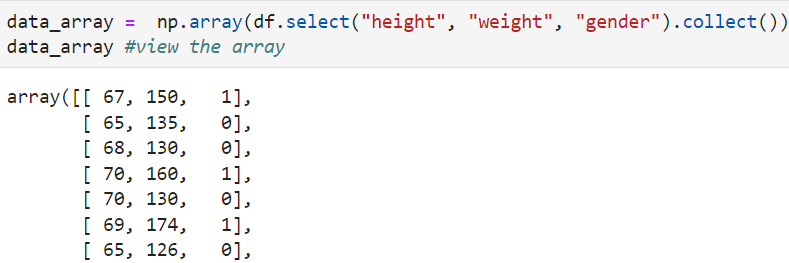 data_array =  np.array(df.select("height", "weight", "gender").collect())
data_array #view the array
array([[ 67, 150,   1],
       [ 65, 135,   0],
       [ 68, 130,   0],
       [ 70, 160,   1],
       [ 70, 130,   0],
       [ 69, 174,   1],
       [ 65, 126,   0],